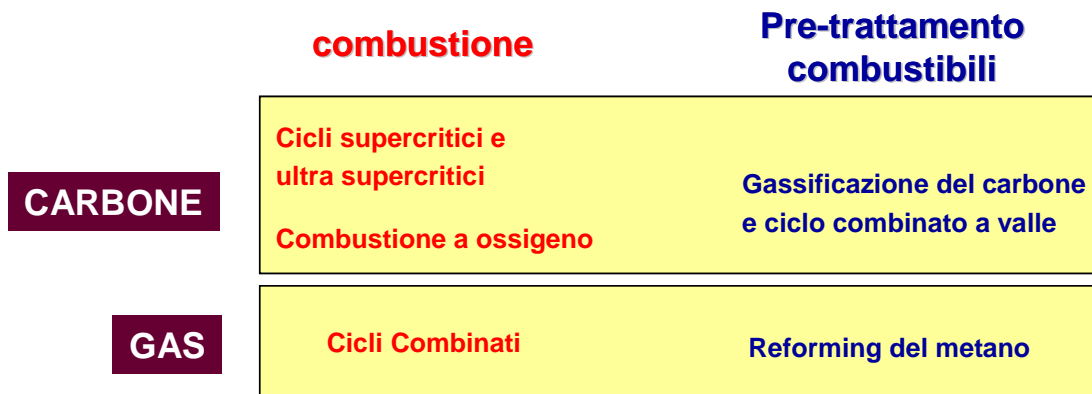 combustione
Pre-trattamento
combustibili
CARBONE
Cicli supercritici e
ultra supercritici
Combustione a ossigeno
Gassificazione del carbone
e ciclo combinato a valle
GAS
Cicli Combinati
Reforming del metano